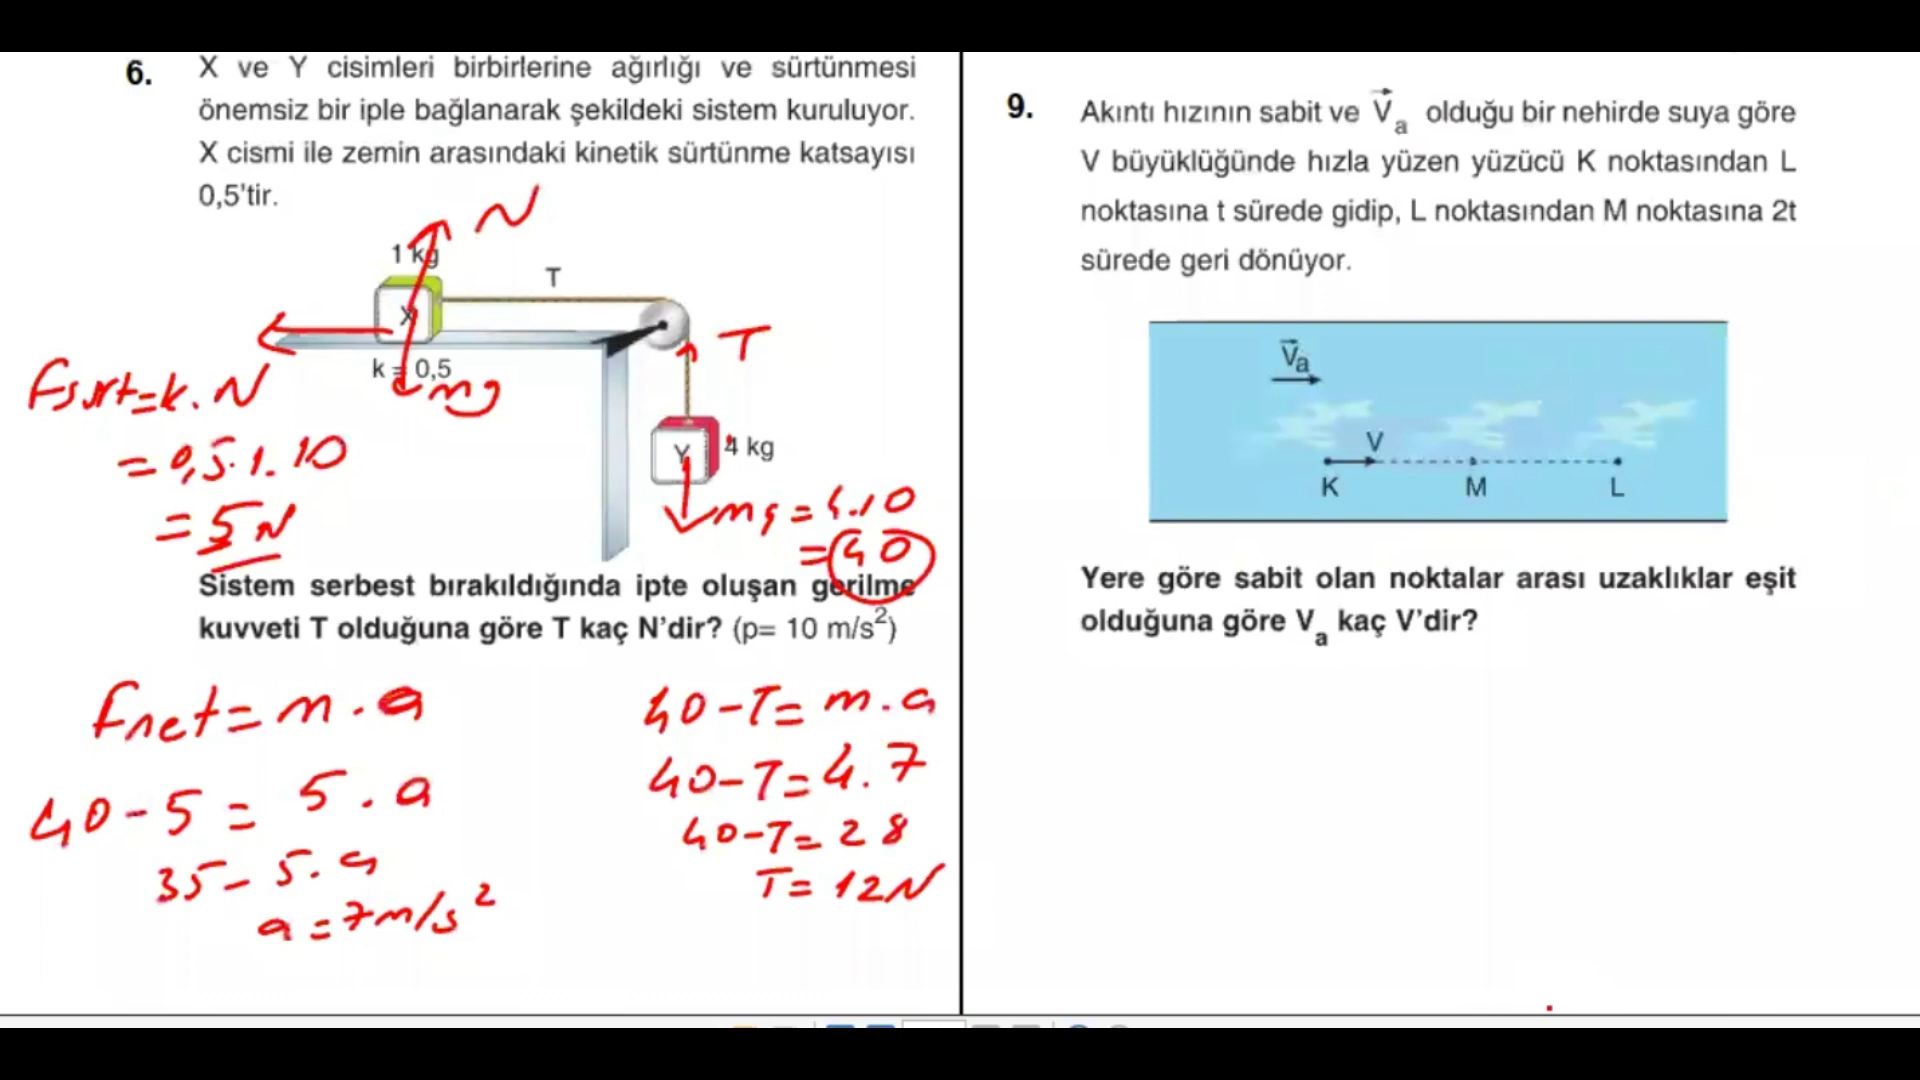 6.
X ve Y cisimleri birbirlerine ağırlığı ve sürtünmesi
önemsiz bir iple bağlanarak şekildeki sistem kuruluyor.
X cismi ile zemin arasındaki kinetik sürtünme katsayısı
0,5'tir.
N
1 kg
T
X
T
k = 0,5
mg
Fsürt=k.N
=0,5.1.10
=5N
Y
4 kg
mg=4.10
=40
Sistem serbest bırakıldığında ipte oluşan gerilme
kuvveti T olduğuna göre T kaç N'dir? (p= 10 m/s²)
Fnet=m.a
40-5=5.a
35=5.a
a=7m/s²
40-T=m.a
40-T=4.7
40-T=28
T=12N
9.
Akıntı hızının sabit ve V⃗a olduğu bir nehirde suya göre
V büyüklüğünde hızla yüzen yüzücü K noktasından L
noktasına t sürede gidip, L noktasından M noktasına 2t
sürede geri dönüyor.
V⃗a
V
K M L
Yere göre sabit olan noktalar arası uzaklıklar eşit
olduğuna göre Va kaç V'dir?